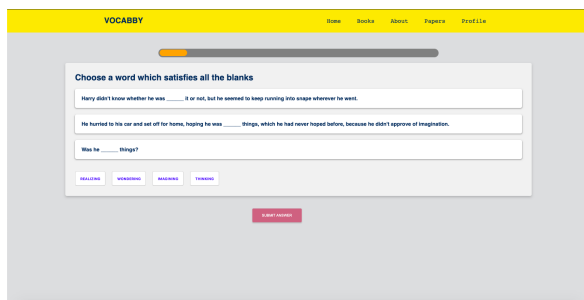 VOCABBY Home Books About Papers Profile
Choose a word which satisfies all the blanks
Harry didn't know whether he was ______ it or not, but he seemed to keep running into snape wherever he went.
He hurried to his car and set off for home, hoping he was ______ things, which he had never hoped before, because he didn't approve of imagination.
Was he ______ things?
REALIZING WONDERING IMAGINING THINKING
SUBMIT ANSWER